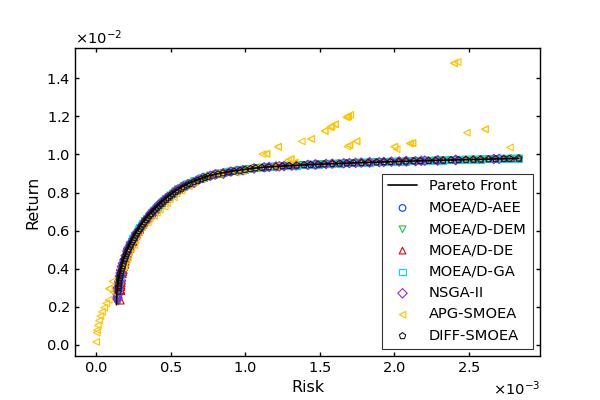 ×10⁻²
1.4
1.2
1.0
0.8
0.6
0.4
0.2
0.0
Return
0.0 0.5 1.0 1.5 2.0 2.5
Risk
×10⁻³
Pareto Front
MOEA/D-AEE
MOEA/D-DEM
MOEA/D-DE
MOEA/D-GA
NSGA-II
APG-SMOEA
DIFF-SMOEA